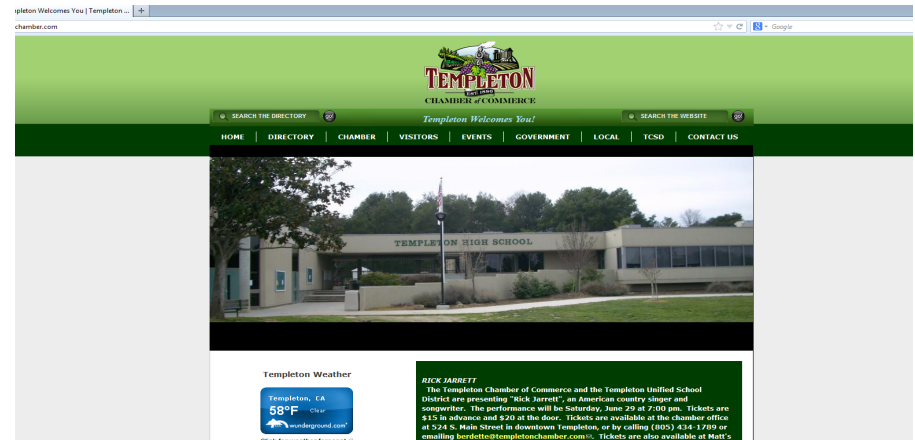 mpleton Welcomes You | Templeton ... +
chamber.com
Google
TEMPLETON
EST. 1886
CHAMBER of COMMERCE
SEARCH THE DIRECTORY go!
Templeton Welcomes You!
SEARCH THE WEBSITE go!
HOME | DIRECTORY | CHAMBER | VISITORS | EVENTS | GOVERNMENT | LOCAL | TCSD | CONTACT US
TEMPLETON HIGH SCHOOL
Templeton Weather
Templeton, CA
58°F Clear
wunderground.com
RICK JARRETT
The Templeton Chamber of Commerce and the Templeton Unified School
District are presenting "Rick Jarrett", an American country singer and
songwriter. The performance will be Saturday, June 29 at 7:00 pm. Tickets are
$15 in advance and $20 at the door. Tickets are available at the chamber office
at 524 S. Main Street in downtown Templeton, or by calling (805) 434-1789 or
emailing berdette@templetonchamber.com. Tickets are also available at Matt's